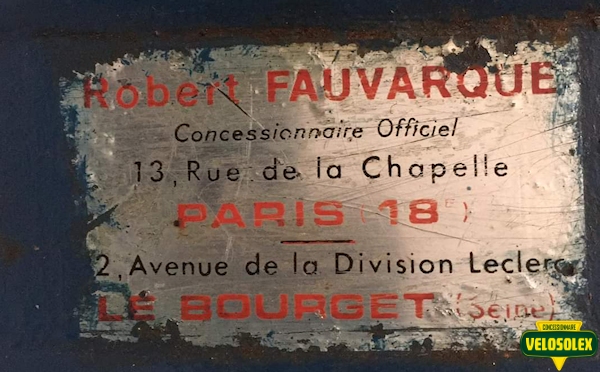 Robert FAUVARQUE
Concessionnaire Officiel
13, Rue de la Chapelle
PARIS (18E)
2, Avenue de la Division Leclerc
LE BOURGET (Seine)
CONCESSIONNAIRE
VELOSOLEX